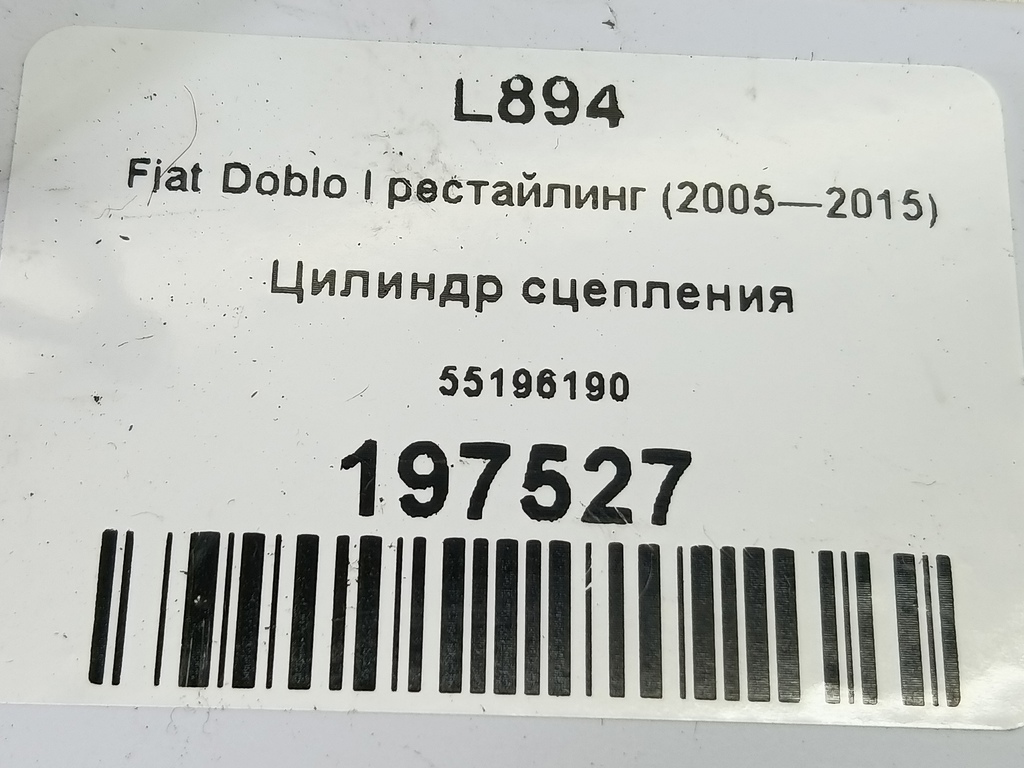 L894
Fiat Doblo I рестайлинг (2005—2015)
Цилиндр сцепления
55196190
197527